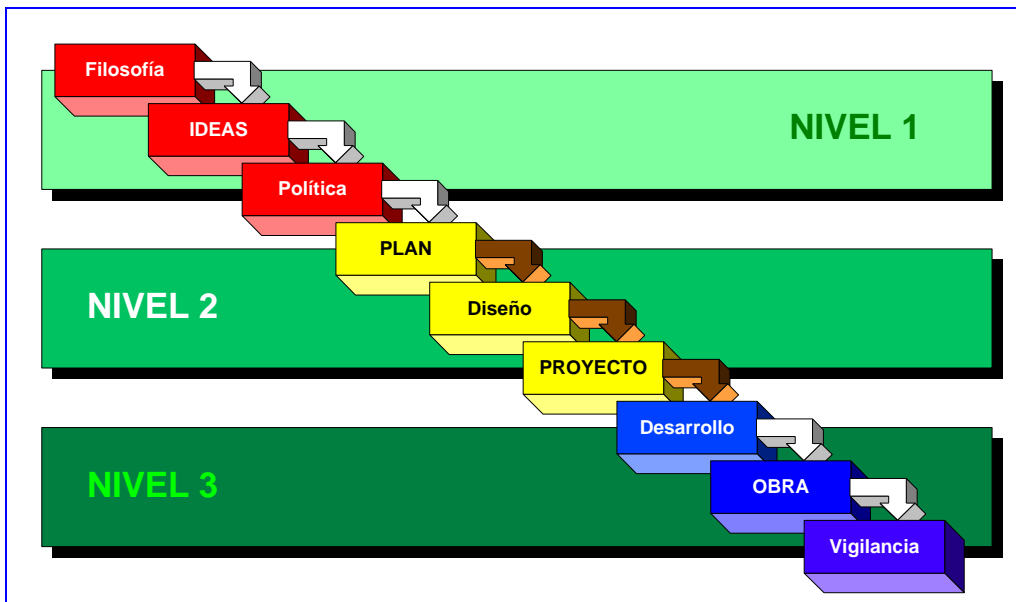 Filosofía
IDEAS
NIVEL 1
Política
PLAN
NIVEL 2
Diseño
PROYECTO
Desarrollo
NIVEL 3
OBRA
Vigilancia